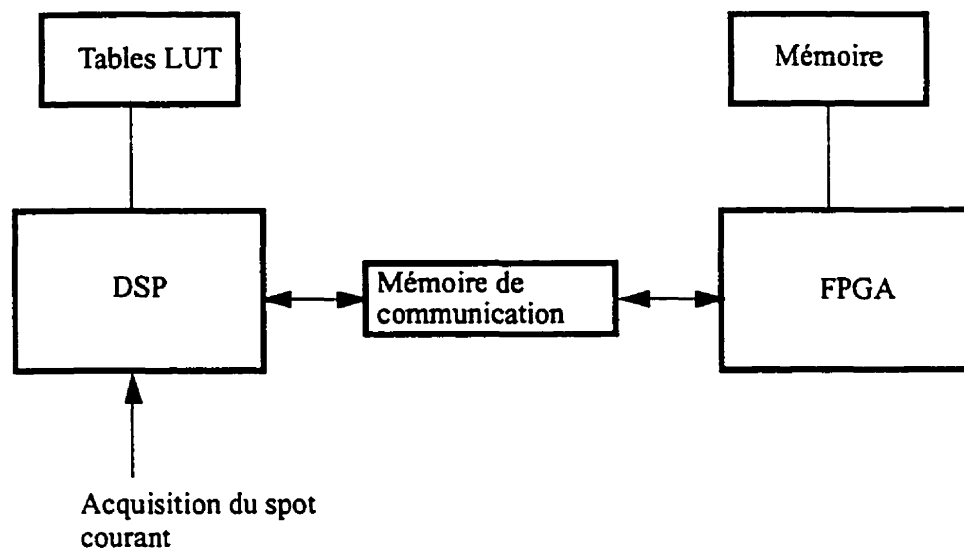 Tables LUT
Mémoire
DSP
Mémoire de
communication
FPGA
Acquisition du spot
courant